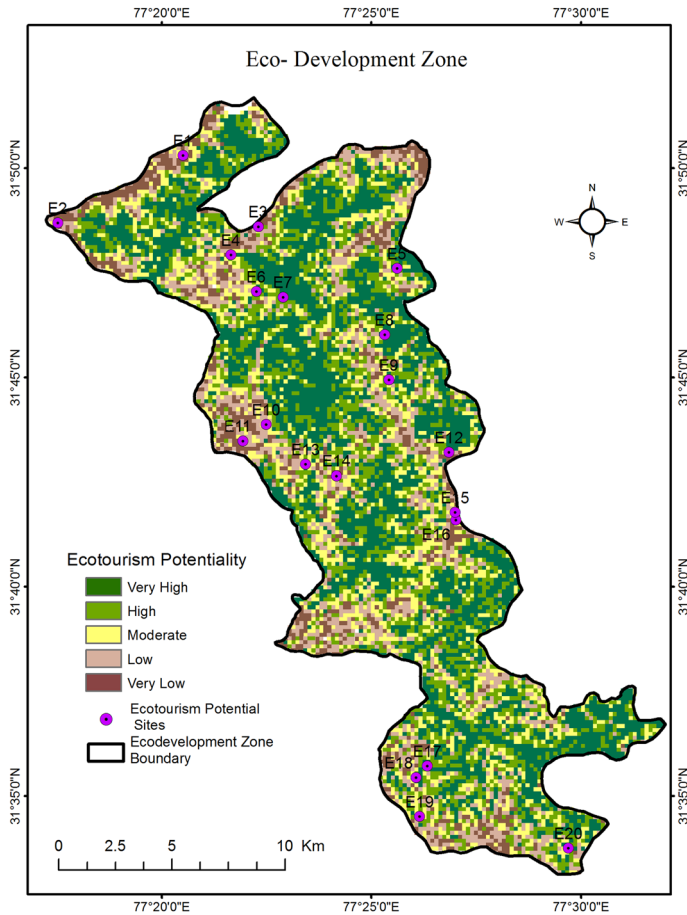 77°20'0"E 77°25'0"E 77°30'0"E
Eco- Development Zone
31°50'0"N 31°50'0"N
E1
E2
E3
E4
E5
E6 E7
E8
E9
E10
E11
E12
E13
E14
E15
E16
E17
E18
E19
E20
N
W E
S
31°45'0"N 31°45'0"N
31°40'0"N 31°40'0"N
31°35'0"N 31°35'0"N
Ecotourism Potentiality
Very High
High
Moderate
Low
Very Low
Ecotourism Potential
Sites
Ecodevelopment Zone
Boundary
0 2.5 5 10 Km
77°20'0"E 77°25'0"E 77°30'0"E